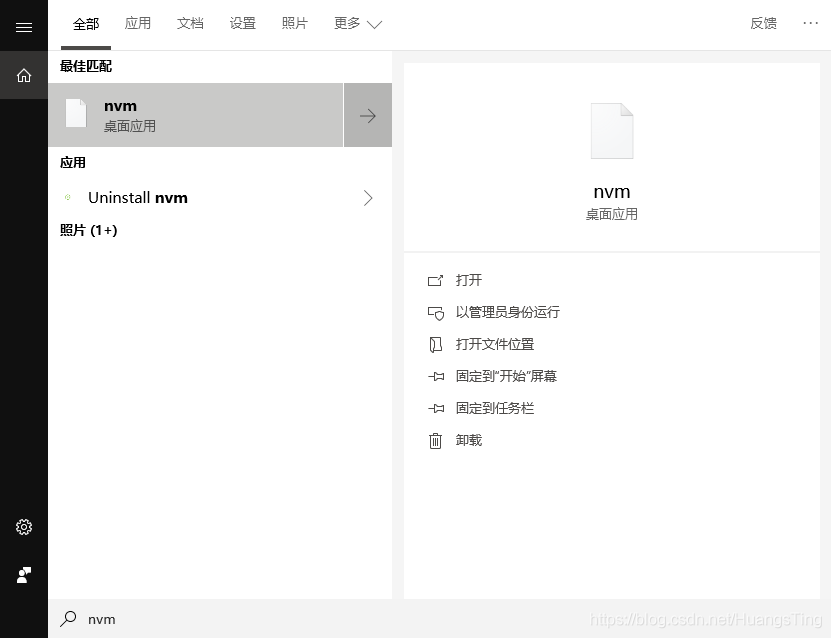 全部 应用 文档 设置 照片 更多 反馈 ···
最佳匹配
nvm
桌面应用
应用
Uninstall nvm
照片 (1+)
nvm
桌面应用
打开
以管理员身份运行
打开文件位置
固定到"开始"屏幕
固定到任务栏
卸载
nvm
https://blog.csdn.net/HuangsTing